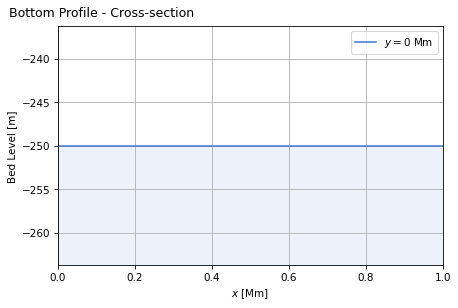 Bottom Profile - Cross-section
y = 0 Mm
Bed Level [m]
−240
−245
−250
−255
−260
0.0 0.2 0.4 0.6 0.8 1.0
x [Mm]